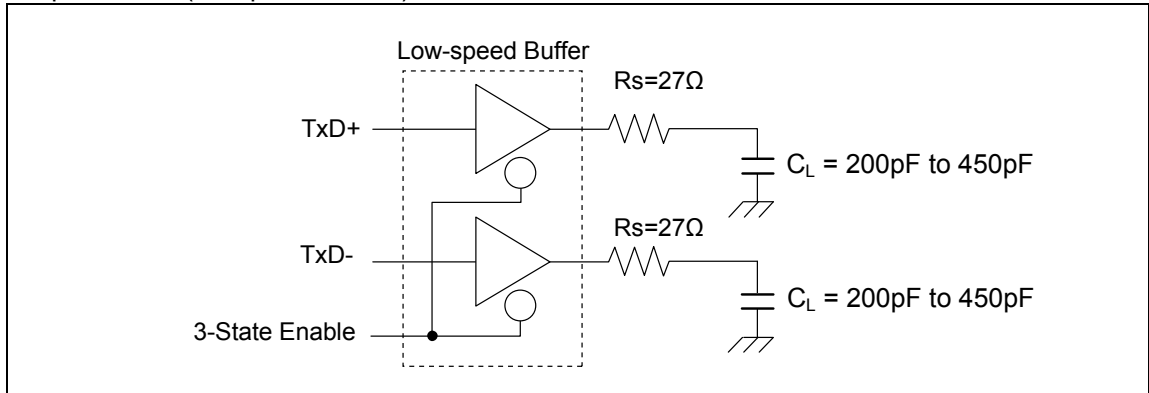 Low-speed Buffer
Rs=27Ω
TxD+
C_L = 200pF to 450pF
Rs=27Ω
TxD-
C_L = 200pF to 450pF
3-State Enable